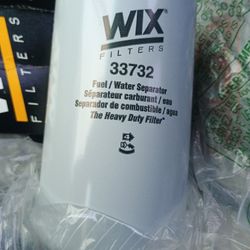 WIX®
FILTERS
33732
Fuel / Water Separator
Séparateur carburant / eau
Separador de combustible / agua
The Heavy Duty Filter®
FILTERS